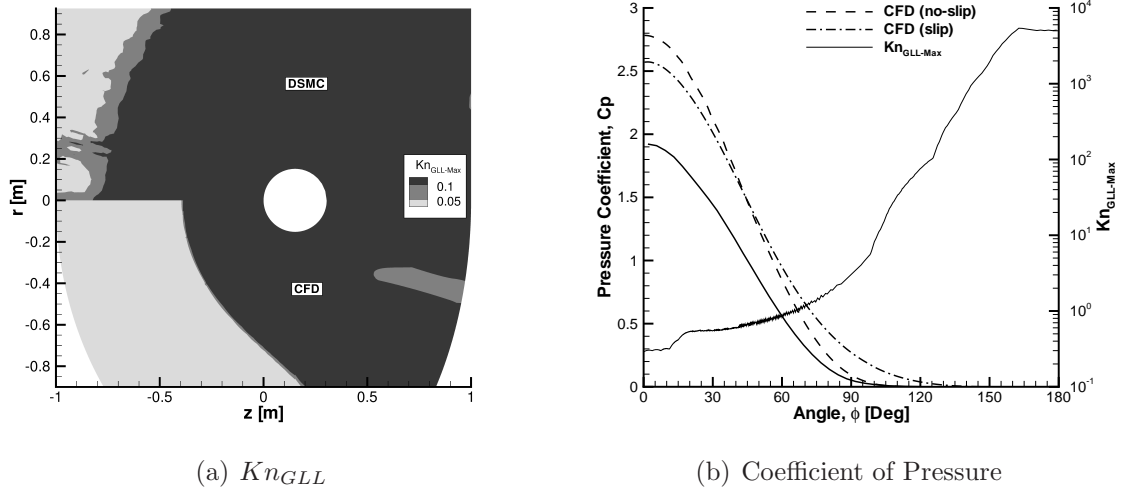 0.8
0.6
0.4
0.2
0
-0.2
-0.4
-0.6
-0.8
r [m]
-1
-0.5
0
0.5
1
z [m]
DSMC
CFD
Kn_GLL-Max
0.1
0.05
(a) Kn_GLL
3
2.5
2
1.5
1
0.5
0
Pressure Coefficient, Cp
0
30
60
90
120
150
180
Angle, ϕ [Deg]
CFD (no-slip)
CFD (slip)
Kn_GLL-Max
10^4
10^3
10^2
10^1
10^0
10^-1
Kn_GLL-Max
(b) Coefficient of Pressure